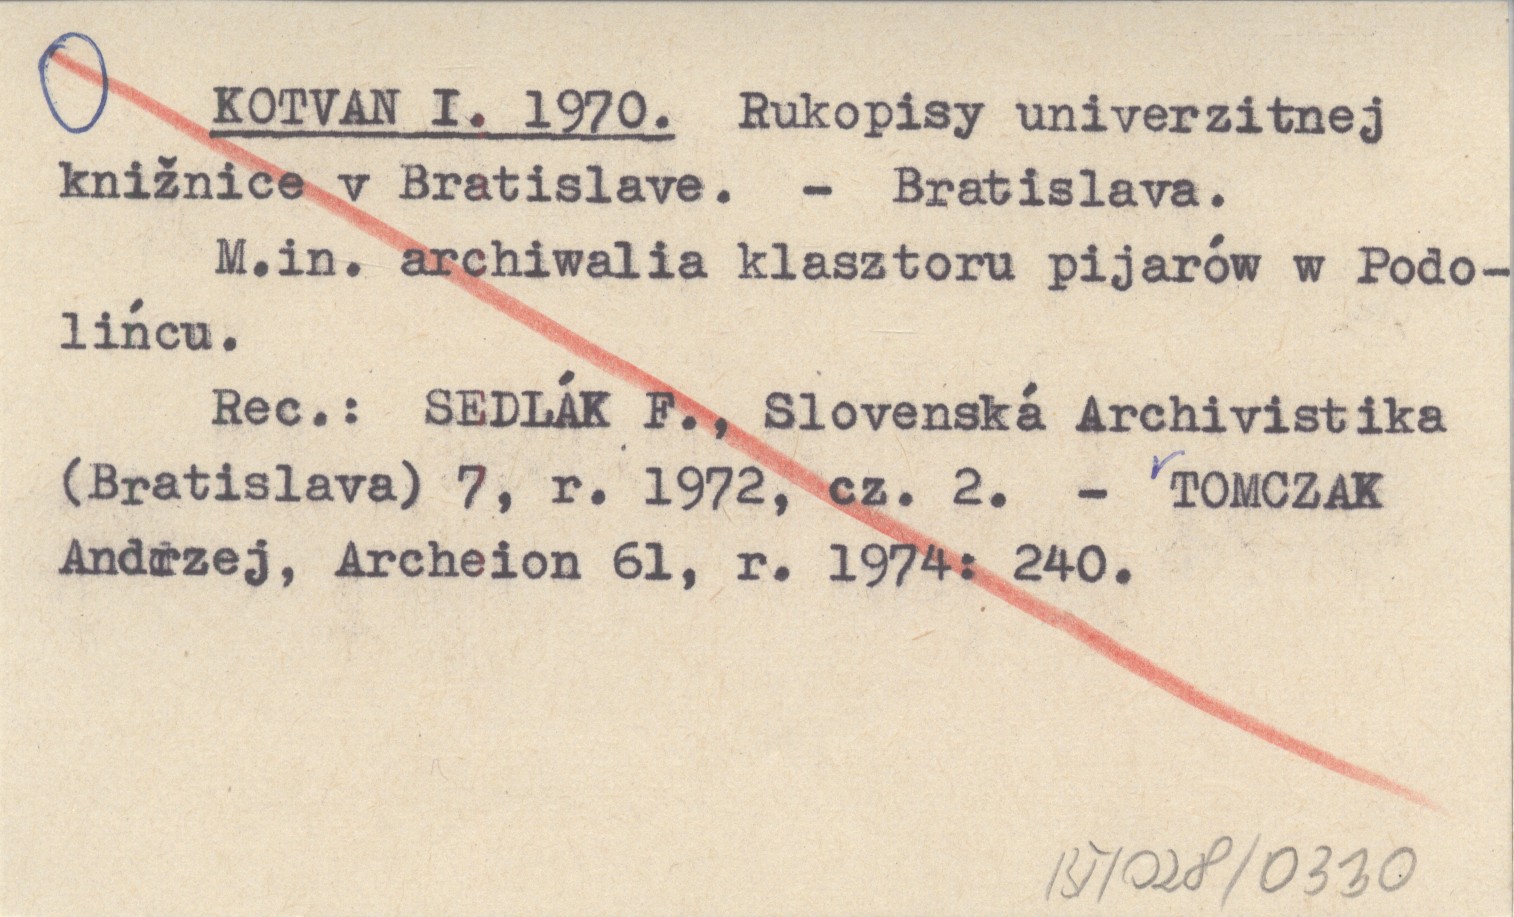 KOTVAN I. 1970. Rukopisy univerzitnej
knižnice v Bratislave. - Bratislava.
M.in. archiwalia klasztoru pijarów w Podo-
lińcu.
Rec.: SEDLÁK F., Slovenská Archivistika
(Bratislava) 7, r. 1972, cz. 2. - TOMCZAK
Andrzej, Archeion 61, r. 1974: 240.
BJ/028/0330